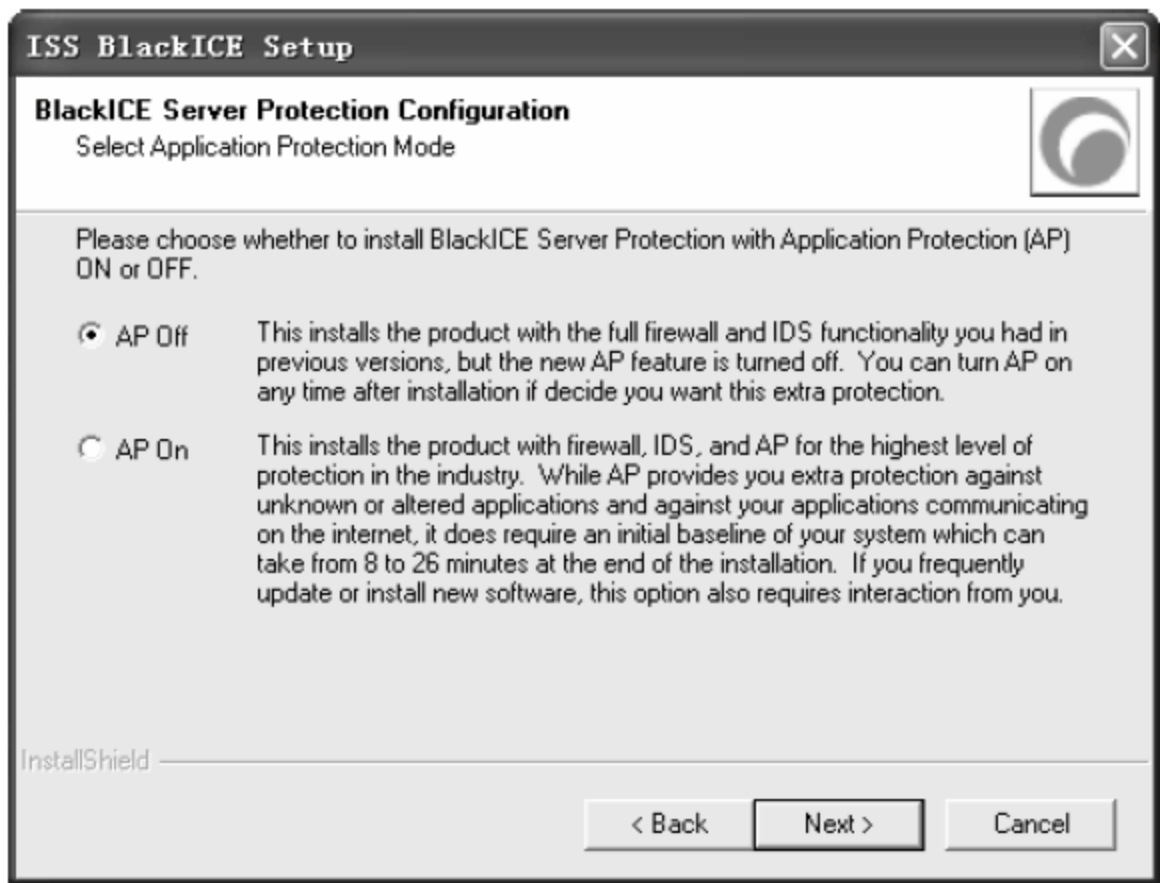 ISS BlackICE Setup
BlackICE Server Protection Configuration
Select Application Protection Mode
Please choose whether to install BlackICE Server Protection with Application Protection (AP)
ON or OFF.
AP Off
This installs the product with the full firewall and IDS functionality you had in
previous versions, but the new AP feature is turned off.  You can turn AP on
any time after installation if decide you want this extra protection.
AP On
This installs the product with firewall, IDS, and AP for the highest level of
protection in the industry.  While AP provides you extra protection against
unknown or altered applications and against your applications communicating
on the internet, it does require an initial baseline of your system which can
take from 8 to 26 minutes at the end of the installation.  If you frequently
update or install new software, this option also requires interaction from you.
InstallShield
< Back
Next >
Cancel